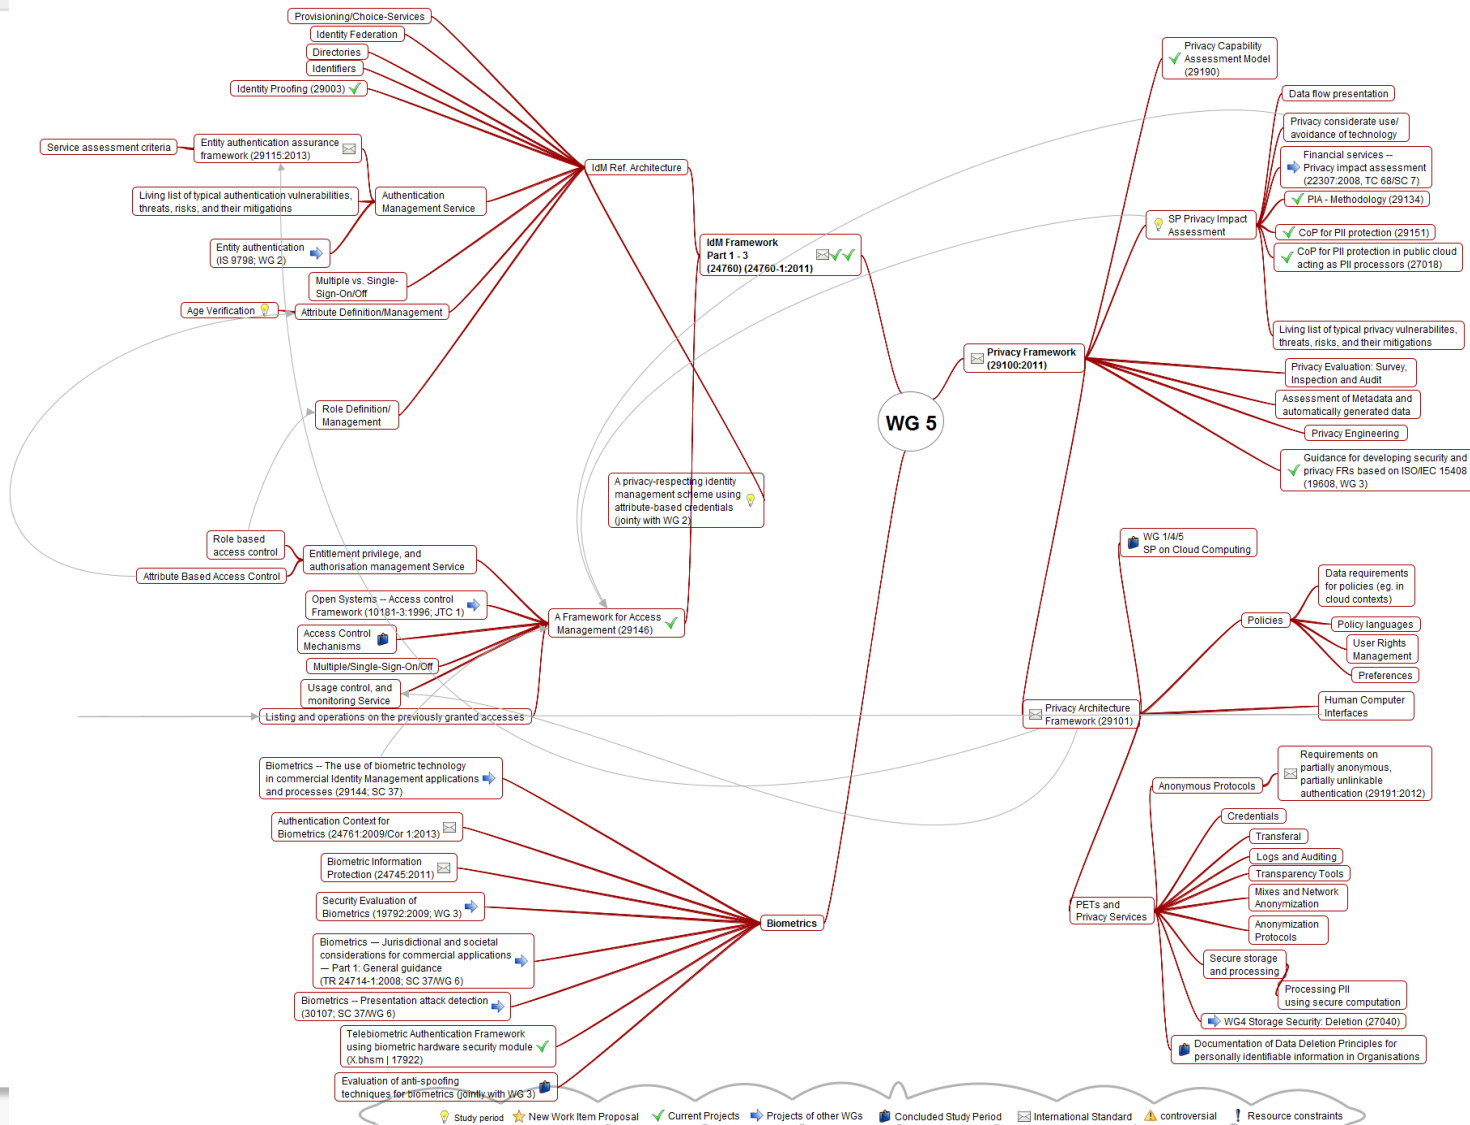 Provisioning/Choice-Services
Identity Federation
Directories
Identifiers
Identity Proofing (29003)
Service assessment criteria
Entity authentication assurance
framework (29115:2013)
Living list of typical authentication vulnerabilities,
threats, risks, and their mitigations
Authentication
Management Service
Entity authentication
(IS 9798; WG 2)
Multiple vs. Single-
Sign-On/Off
Age Verification
Attribute Definition/Management
Role Definition/
Management
IdM Ref. Architecture
IdM Framework
Part 1 - 3
(24760) (24760-1:2011)
A privacy-respecting identity
management scheme using
attribute-based credentials
(jointy with WG 2)
Role based
access control
Attribute Based Access Control
Entitlement privilege, and
authorisation management Service
Open Systems -- Access control
Framework (10181-3:1996; JTC 1)
Access Control
Mechanisms
Multiple/Single-Sign-On/Off
Usage control, and
monitoring Service
Listing and operations on the previously granted accesses
A Framework for Access
Management (29146)
Biometrics -- The use of biometric technology
in commercial Identity Management applications
and processes (29144; SC 37)
Authentication Context for
Biometrics (24761:2009/Cor 1:2013)
Biometric Information
Protection (24745:2011)
Security Evaluation of
Biometrics (19792:2009; WG 3)
Biometrics — Jurisdictional and societal
considerations for commercial applications
— Part 1: General guidance
(TR 24714-1:2008; SC 37/WG 6)
Biometrics -- Presentation attack detection
(30107; SC 37/WG 6)
Telebiometric Authentication Framework
using biometric hardware security module
(X.bhsm | 17922)
Evaluation of anti-spoofing
techniques for biometrics (jointly with WG 3)
Biometrics
WG 5
Privacy Framework
(29100:2011)
Privacy Capability
Assessment Model
(29190)
SP Privacy Impact
Assessment
Data flow presentation
Privacy considerate use/
avoidance of technology
Financial services --
Privacy impact assessment
(22307:2008, TC 68/SC 7)
PIA - Methodology (29134)
CoP for PII protection (29151)
CoP for PII protection in public cloud
acting as PII processors (27018)
Living list of typical privacy vulnerabilites,
threats, risks, and their mitigations
Privacy Evaluation: Survey,
Inspection and Audit
Assessment of Metadata and
automatically generated data
Privacy Engineering
Guidance for developing security and
privacy FRs based on ISO/IEC 15408
(19608, WG 3)
WG 1/4/5
SP on Cloud Computing
Privacy Architecture
Framework (29101)
Policies
Data requirements
for policies (eg. in
cloud contexts)
Policy languages
User Rights
Management
Preferences
Human Computer
Interfaces
PETs and
Privacy Services
Anonymous Protocols
Requirements on
partially anonymous,
partially unlinkable
authentication (29191:2012)
Credentials
Transferal
Logs and Auditing
Transparency Tools
Mixes and Network
Anonymization
Anonymization
Protocols
Secure storage
and processing
Processing PII
using secure computation
WG4 Storage Security: Deletion (27040)
Documentation of Data Deletion Principles for
personally identifiable information in Organisations
Study period
New Work Item Proposal
Current Projects
Projects of other WGs
Concluded Study Period
International Standard
controversial
Resource constraints